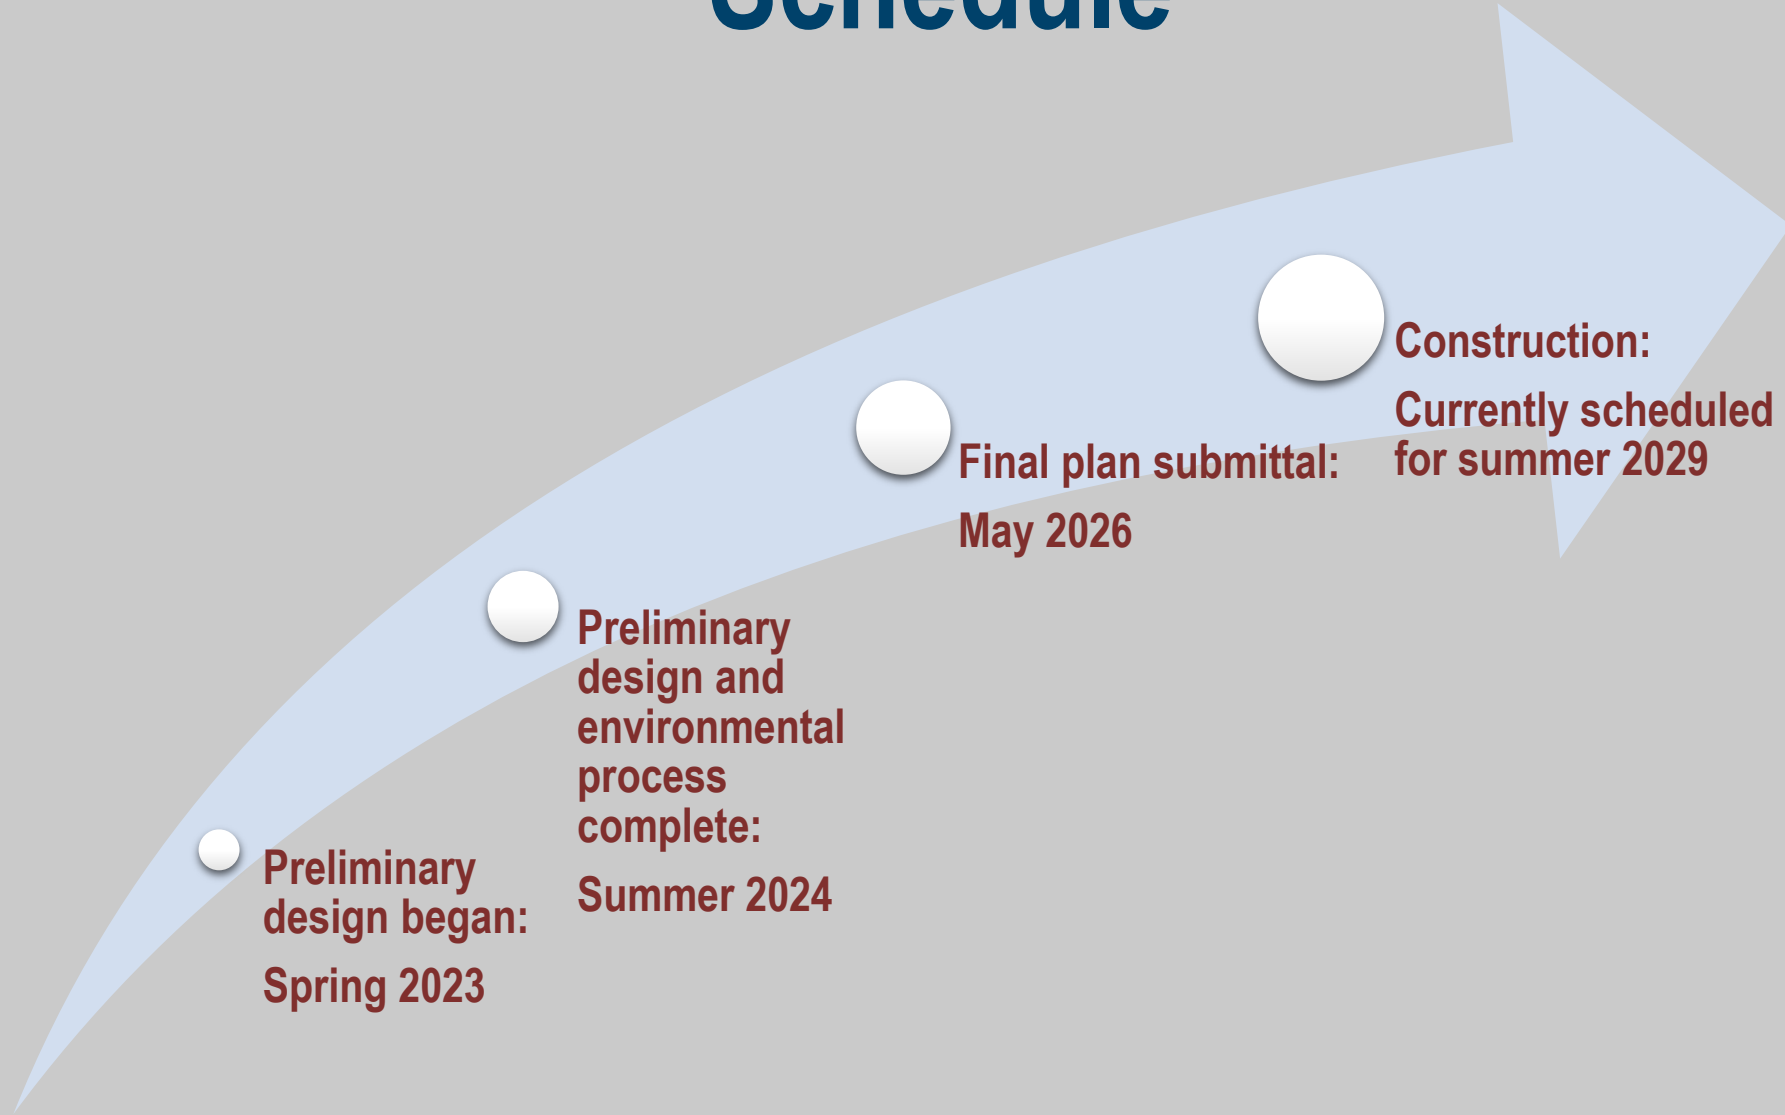 Schedule
Preliminary
design began:
Spring 2023
Preliminary
design and
environmental
process
complete:
Summer 2024
Final plan submittal:
May 2026
Construction:
Currently scheduled
for summer 2029